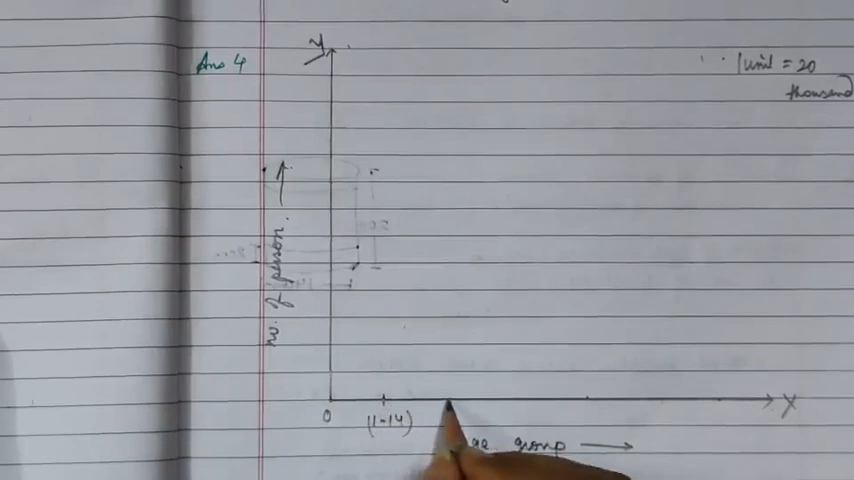 Ans 4
y
1 unit = 20
thousand
no. of person.
0
(1-14)
X
group